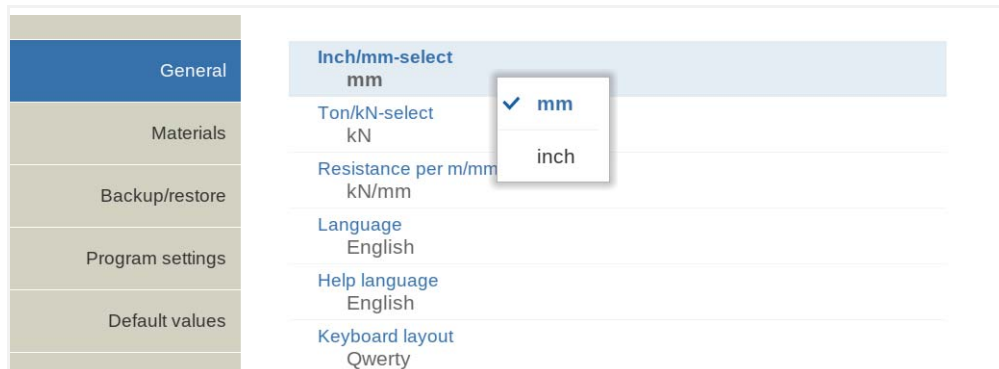 General
Materials
Backup/restore
Program settings
Default values
Inch/mm-select
mm
Ton/kN-select
kN
Resistance per m/mm
kN/mm
Language
English
Help language
English
Keyboard layout
Qwerty
mm
inch